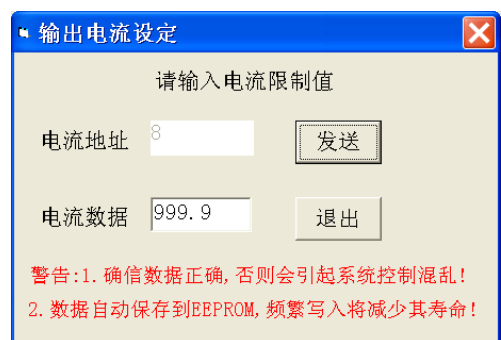 输出电流设定
请输入电流限制值
电流地址 8 发送
电流数据 999.9 退出
警告:1.确信数据正确,否则会引起系统控制混乱!
2.数据自动保存到EEPROM,频繁写入将减少其寿命!